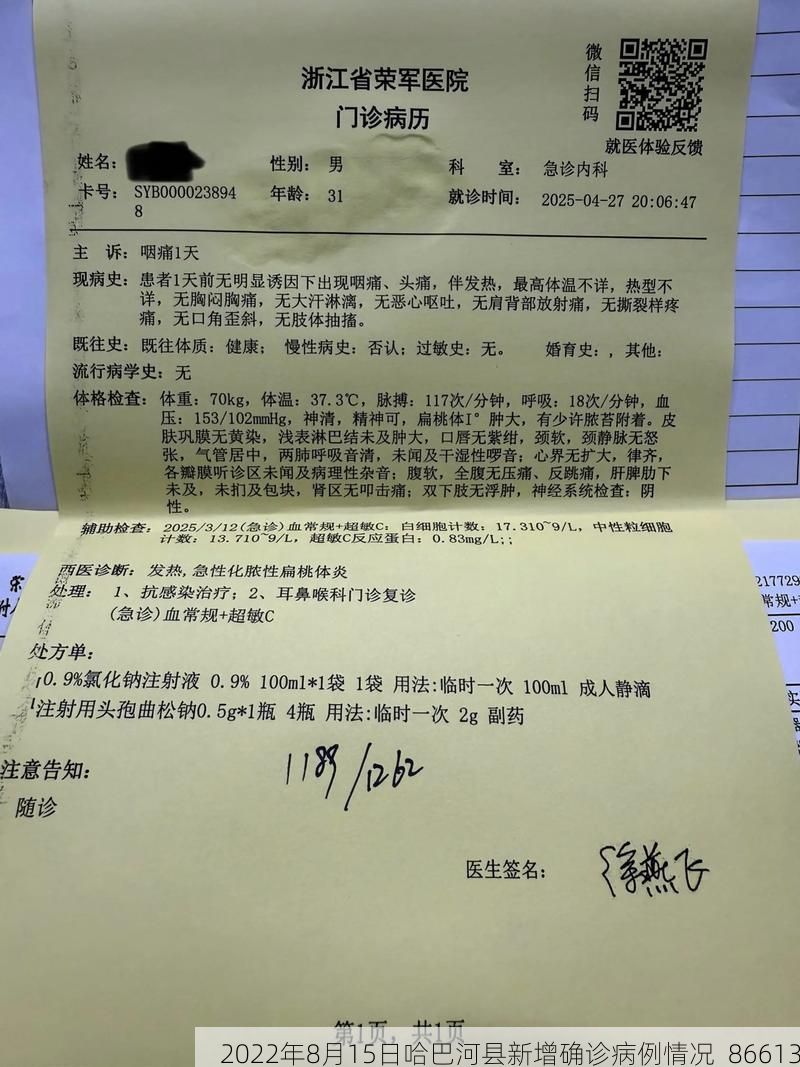 浙江省荣军医院
门诊病历
微信扫码
就医体验反馈
姓名: 性别: 男 科 室: 急诊内科
卡号: SYB0000238948 年龄: 31 就诊时间: 2025-04-27 20:06:47
主 诉: 咽痛1天
现病史: 患者1天前无明显诱因下出现咽痛、头痛，伴发热，最高体温不详，热型不
详，无胸闷胸痛，无大汗淋漓，无恶心呕吐，无肩背部放射痛，无撕裂样疼
痛，无口角歪斜，无肢体抽搐。
既往史: 既往体质: 健康; 慢性病史: 否认; 过敏史: 无。 婚育史: , 其他:
流行病学史: 无
体格检查: 体重: 70kg, 体温: 37.3℃, 脉搏: 117次/分钟, 呼吸: 18次/分钟, 血
压: 153/102mmHg, 神清, 精神可, 扁桃体I°肿大, 有少许脓苔附着。皮
肤巩膜无黄染, 浅表淋巴结未及肿大, 口唇无紫绀, 颈软, 颈静脉无怒
张, 气管居中, 两肺呼吸音清, 未闻及干湿性啰音; 心界无扩大, 律齐,
各瓣膜听诊区未闻及病理性杂音; 腹软, 全腹无压痛、反跳痛, 肝脾肋下
未及, 未扪及包块, 肾区无叩击痛; 双下肢无浮肿, 神经系统检查: 阴
性。
辅助检查: 2025/3/12(急诊)血常规+超敏C: 白细胞计数: 17.310~9/L, 中性粒细胞
计数: 13.710~9/L, 超敏C反应蛋白: 0.83mg/L;;
西医诊断: 发热,急性化脓性扁桃体炎
处理: 1、抗感染治疗; 2、耳鼻喉科门诊复诊
(急诊)血常规+超敏C
处方单:
0.9%氯化钠注射液 0.9% 100ml*1袋 1袋 用法:临时一次 100ml 成人静滴
注射用头孢曲松钠0.5g*1瓶 4瓶 用法:临时一次 2g 副药
1189/1262
注意告知:
随诊
医生签名: 徐燕飞
第1页, 共1页
2177729
常规+
200
2022年8月15日哈巴河县新增确诊病例情况 86613